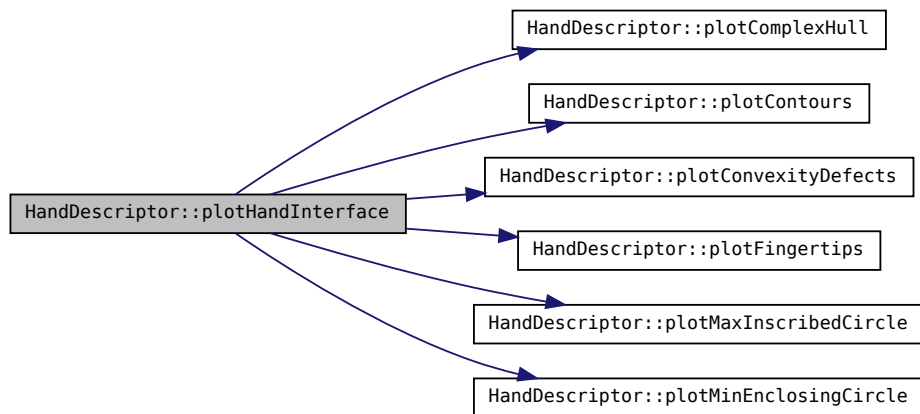 HandDescriptor::plotComplexHull
HandDescriptor::plotContours
HandDescriptor::plotConvexityDefects
HandDescriptor::plotHandInterface
HandDescriptor::plotFingertips
HandDescriptor::plotMaxInscribedCircle
HandDescriptor::plotMinEnclosingCircle